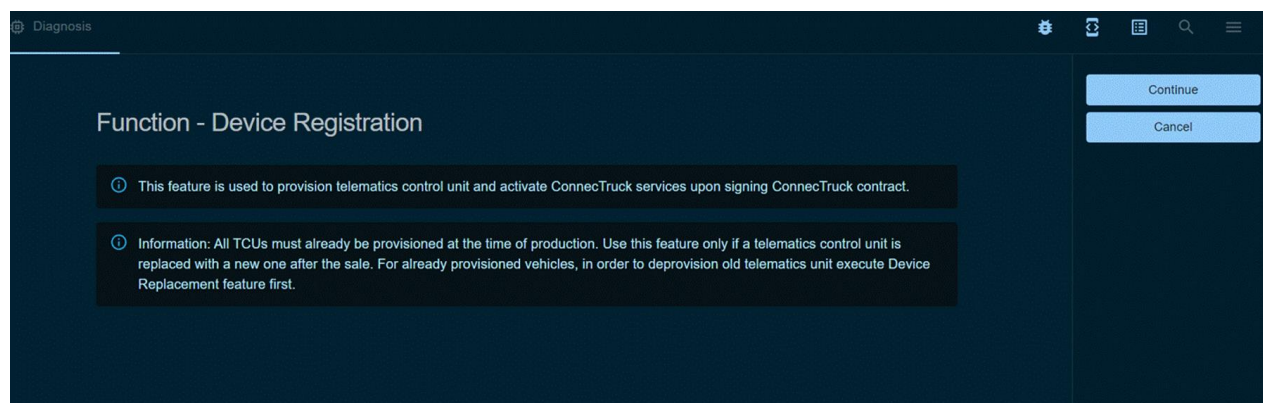 Diagnosis
Function - Device Registration
This feature is used to provision telematics control unit and activate ConnecTruck services upon signing ConnecTruck contract.
Information: All TCUs must already be provisioned at the time of production. Use this feature only if a telematics control unit is
replaced with a new one after the sale. For already provisioned vehicles, in order to deprovision old telematics unit execute Device
Replacement feature first.
Continue
Cancel